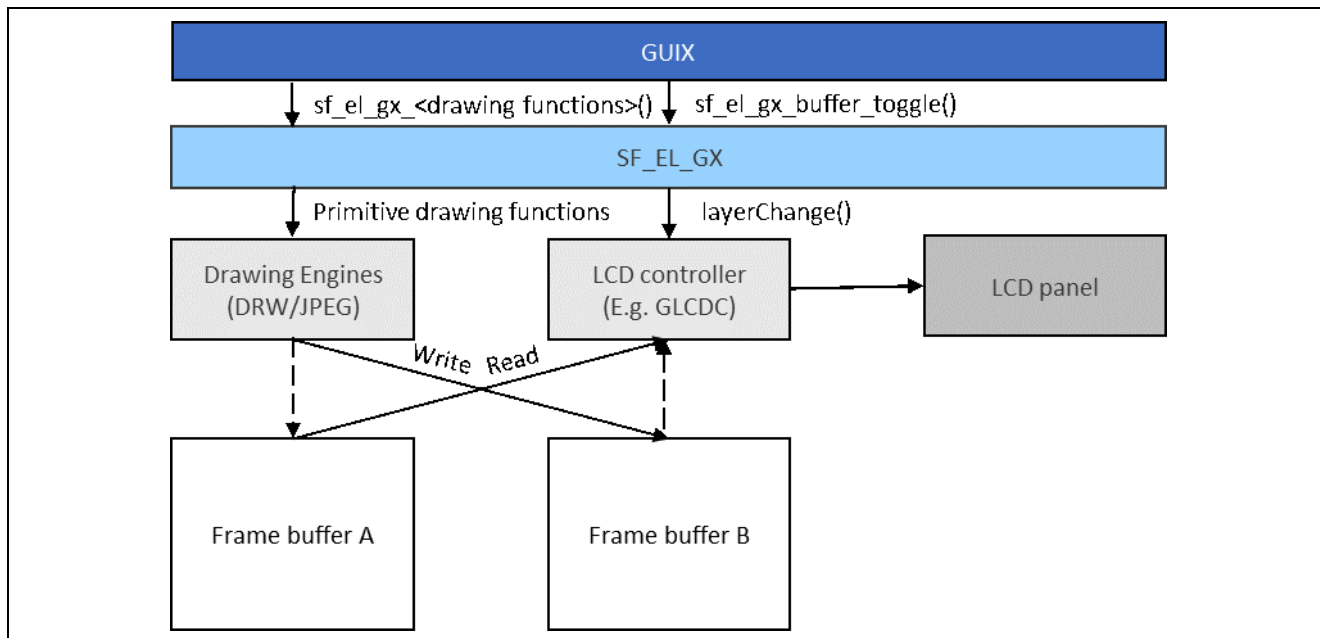 GUIX
sf_el_gx_<drawing functions>()
sf_el_gx_buffer_toggle()
SF_EL_GX
Primitive drawing functions
layerChange()
Drawing Engines
(DRW/JPEG)
LCD controller
(E.g. GLCDC)
LCD panel
Write Read
Frame buffer A
Frame buffer B